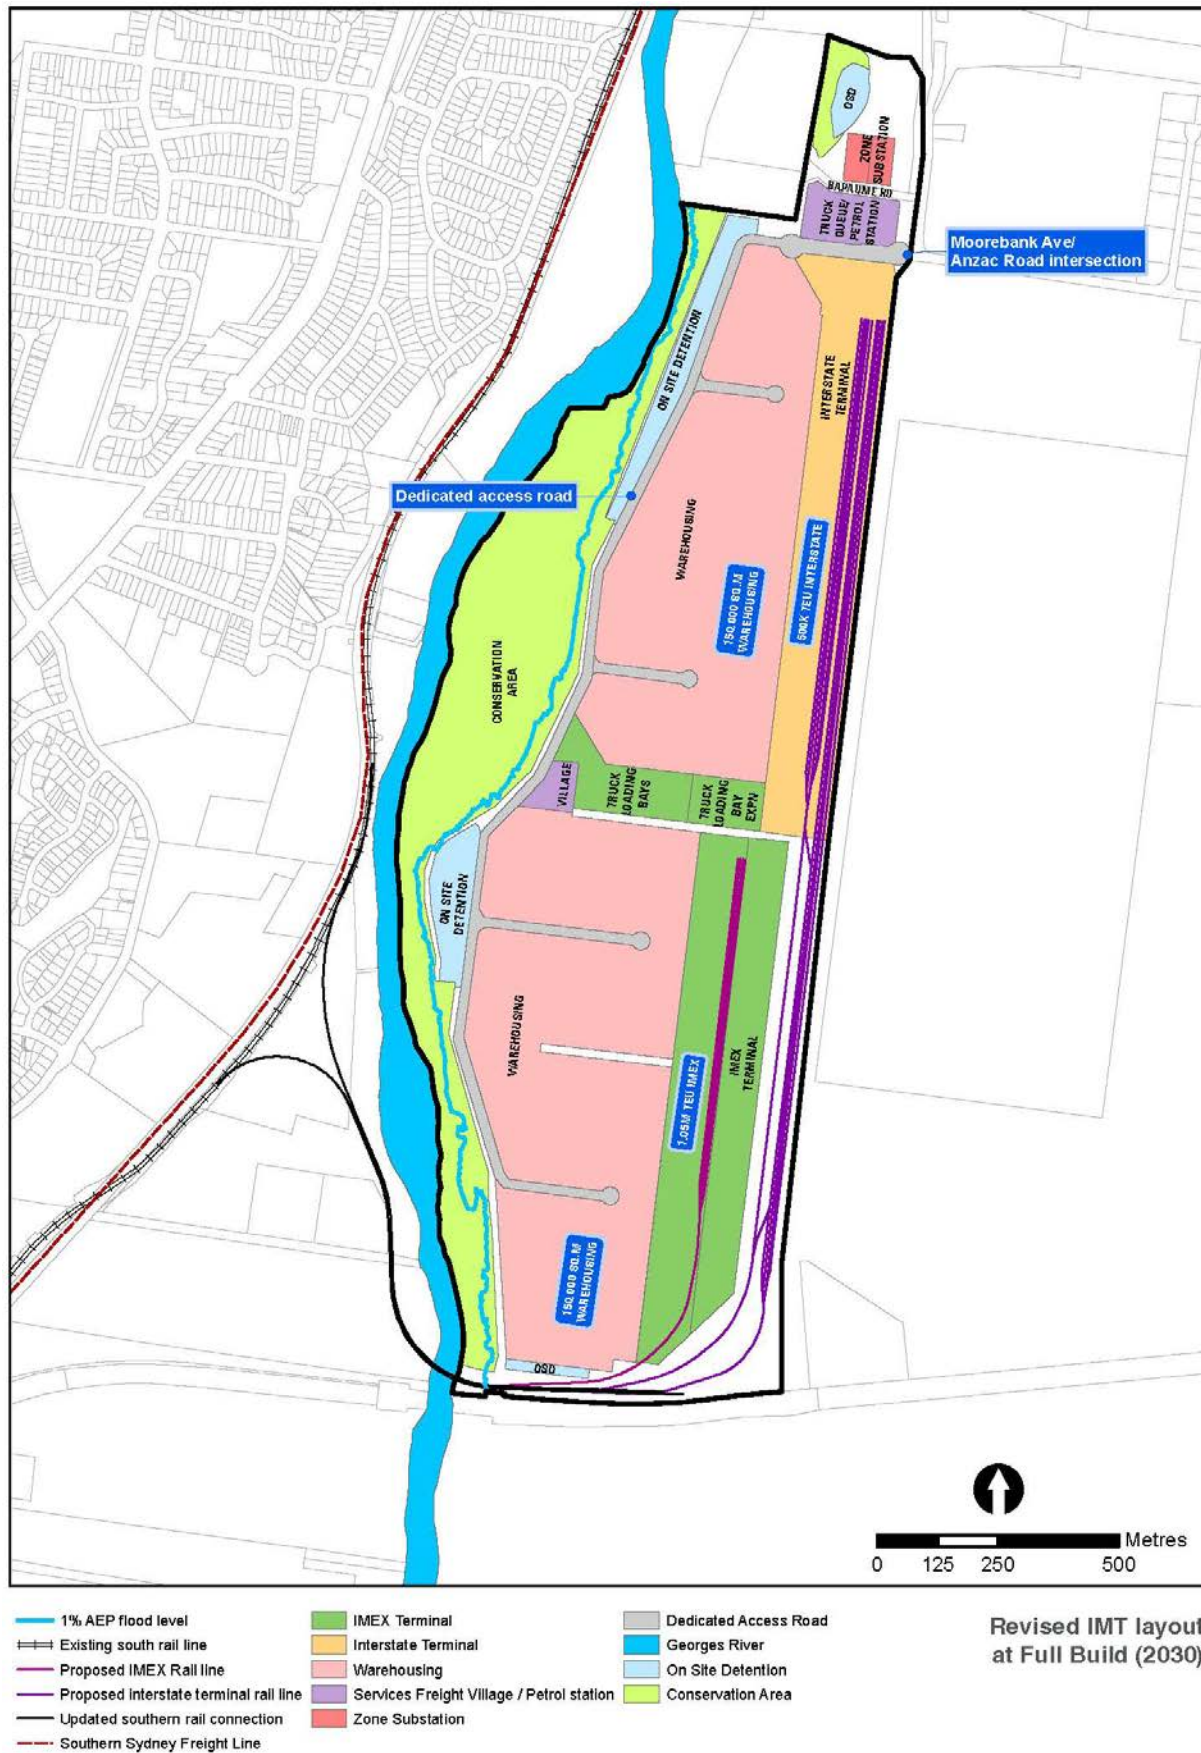 OSD
ZONE
SUBSTATION
BAPAUME RD
TRUCK
QUEUE/
PETROL
STATION
Moorebank Ave/
Anzac Road intersection
ON SITE DETENTION
INTERSTATE
TERMINAL
Dedicated access road
WAREHOUSING
150,000 SQ.M
WAREHOUSING
500K TEU INTERSTATE
CONSERVATION
AREA
VILLAGE
TRUCK
LOADING
BAYS
TRUCK
LOADING
BAY
EXPN
ON SITE
DETENTION
WAREHOUSING
1.05M TEU IMEX
IMEX
TERMINAL
150,000 SQ.M
WAREHOUSING
OSD
Metres
0 125 250 500
1% AEP flood level
Existing south rail line
Proposed IMEX Rail line
Proposed interstate terminal rail line
Updated southern rail connection
Southern Sydney Freight Line
IMEX Terminal
Interstate Terminal
Warehousing
Services Freight Village / Petrol station
Zone Substation
Dedicated Access Road
Georges River
On Site Detention
Conservation Area
Revised IMT layout
at Full Build (2030)